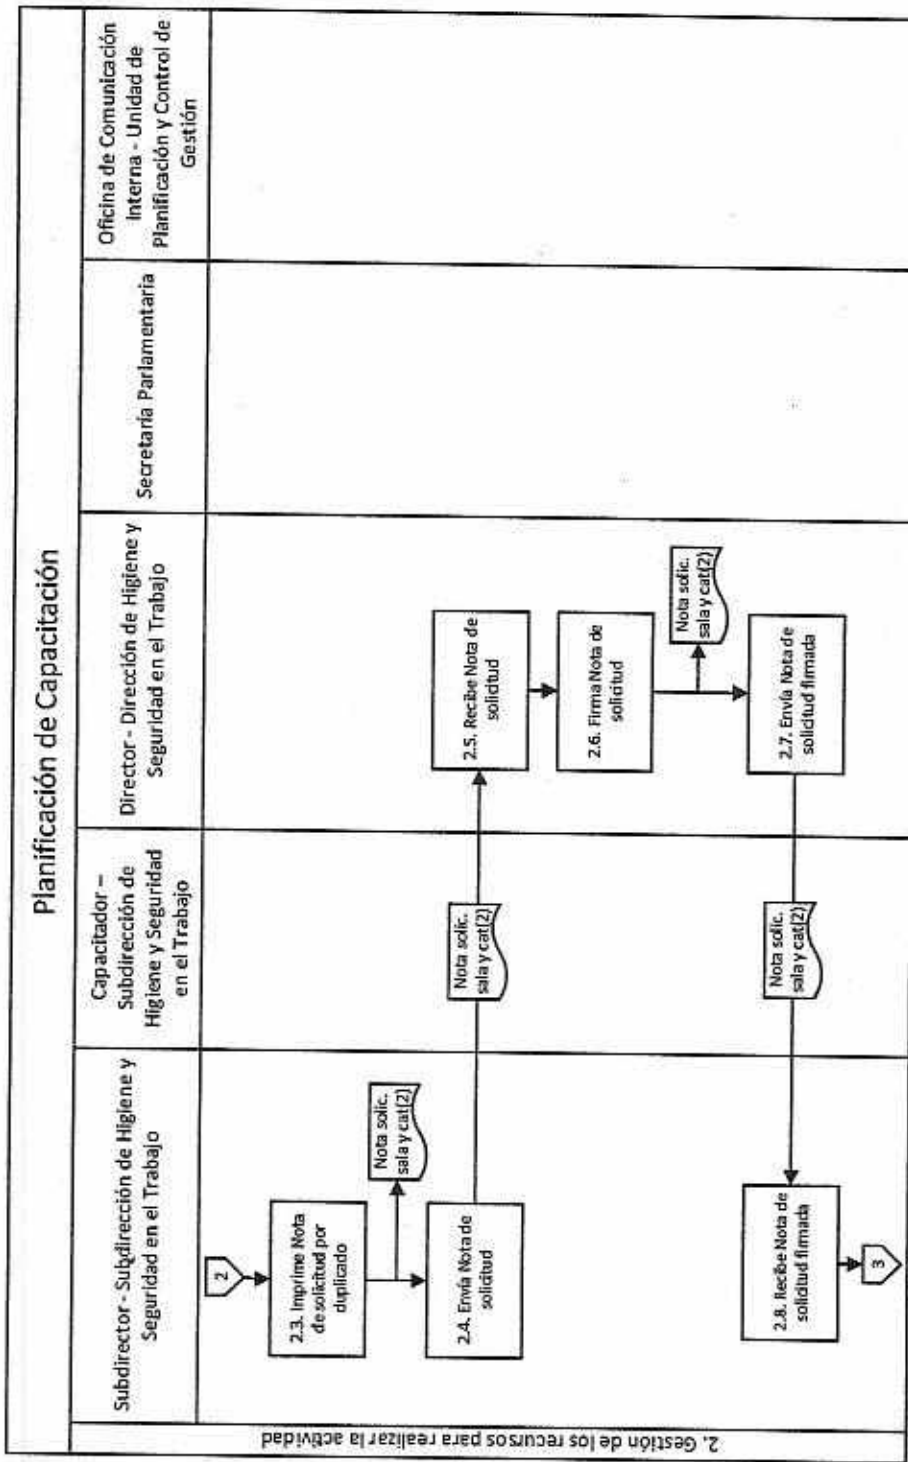 Planificación de Capacitación
Subdirector - Subdirección de Higiene y
Seguridad en el Trabajo
Capacitador –
Subdirección de
Higiene y Seguridad
en el Trabajo
Director - Dirección de Higiene y
Seguridad en el Trabajo
Secretaría Parlamentaria
Oficina de Comunicación
Interna - Unidad de
Planificación y Control de
Gestión
2. Gestión de los recursos para realizar la actividad
2
2.3. Imprime Nota
de solicitud por
duplicado
Nota solic.
sala y cat(2)
2.4. Envía Nota de
solicitud
Nota solic.
sala y cat(2)
2.5. Recibe Nota de
solicitud
2.6. Firma Nota de
solicitud
Nota solic.
sala y cat(2)
2.7. Envía Nota de
solicitud firmada
Nota solic.
sala y cat(2)
2.8. Recibe Nota de
solicitud firmada
3